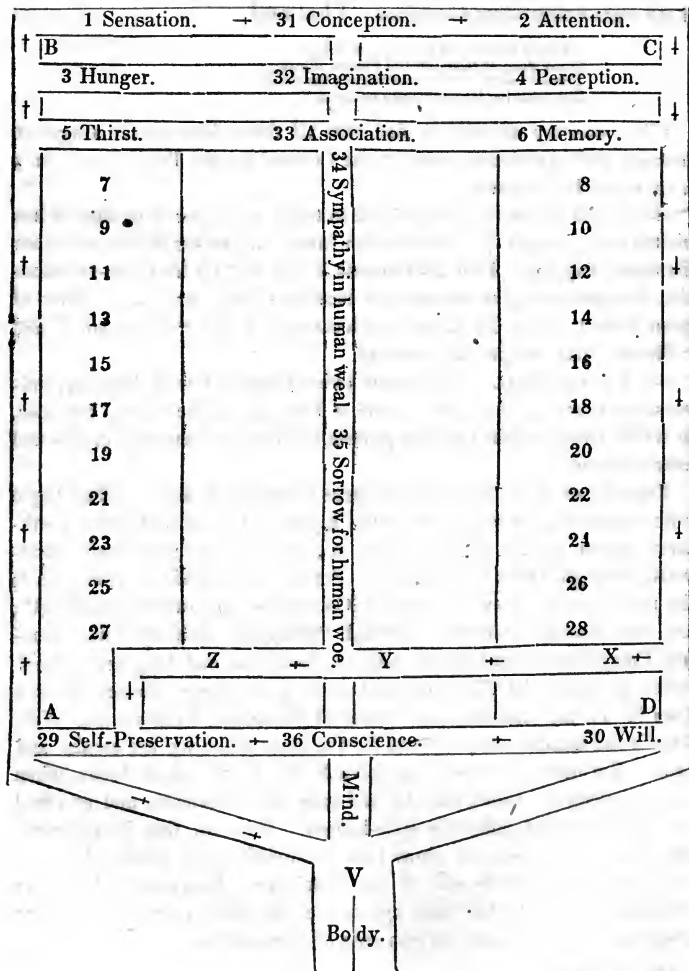 1 Sensation. → 31 Conception. → 2 Attention.
B C
3 Hunger. 32 Imagination. 4 Perception.
5 Thirst. 33 Association. 6 Memory.
34 Sympathy in human weal. 35 Sorrow for human woe.
7 8
9 10
11 12
13 14
15 16
17 18
19 20
21 22
23 24
25 26
27 28
Z ← Y ← X ←
A D
29 Self-Preservation. ← 36 Conscience. ← 30 Will.
Mind.
V
Body.